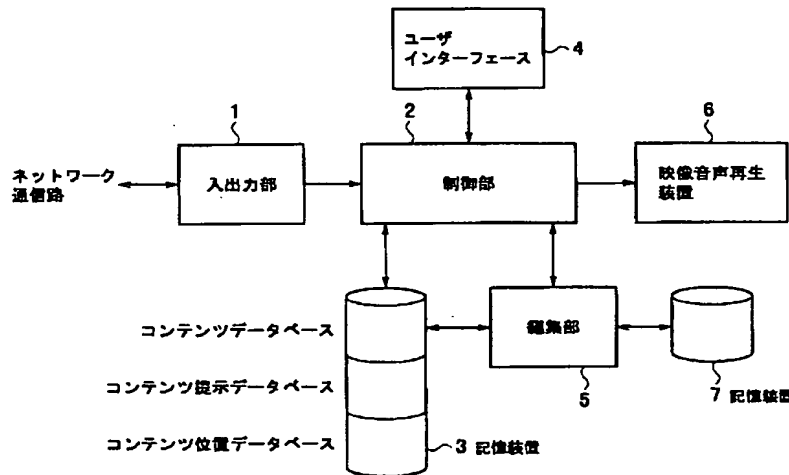 ユーザ
インターフェース
4
1
2
6
ネットワーク
通信路
入出力部
制御部
映像音声再生
装置
コンテンツデータベース
編集部
コンテンツ提示データベース
5
7 記憶装置
コンテンツ位置データベース
3 記憶装置